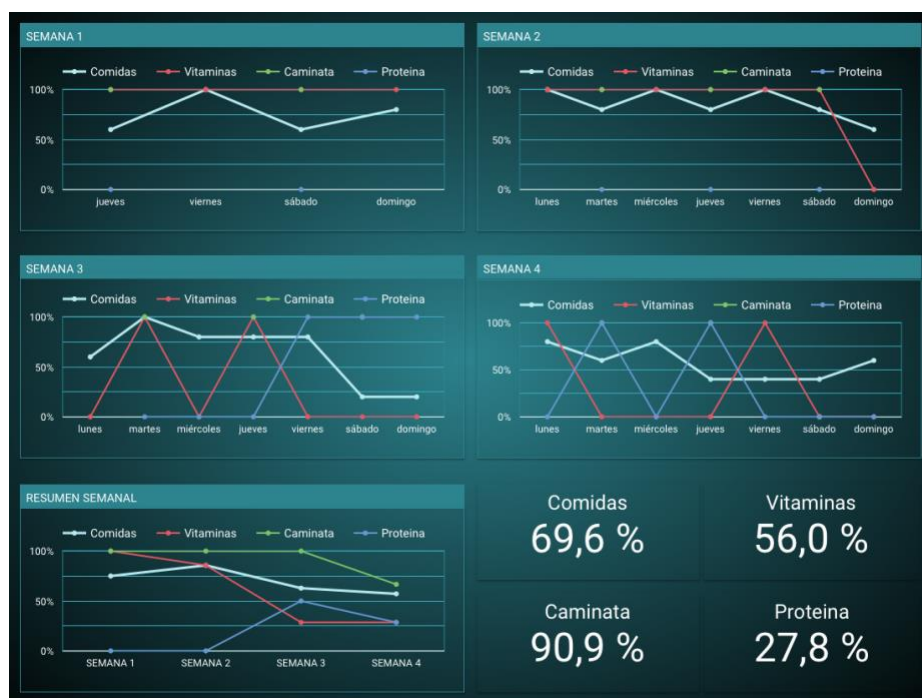 SEMANA 1
Comidas Vitaminas Caminata Proteina
100%
50%
0%
jueves viernes sábado domingo
SEMANA 2
Comidas Vitaminas Caminata Proteina
100%
50%
0%
lunes martes miércoles jueves viernes sábado domingo
SEMANA 3
Comidas Vitaminas Caminata Proteina
100%
50%
0%
lunes martes miércoles jueves viernes sábado domingo
SEMANA 4
Comidas Vitaminas Caminata Proteina
100%
50%
0%
lunes martes miércoles jueves viernes sábado domingo
RESUMEN SEMANAL
Comidas Vitaminas Caminata Proteina
100%
50%
0%
SEMANA 1 SEMANA 2 SEMANA 3 SEMANA 4
Comidas
69,6 %
Vitaminas
56,0 %
Caminata
90,9 %
Proteina
27,8 %